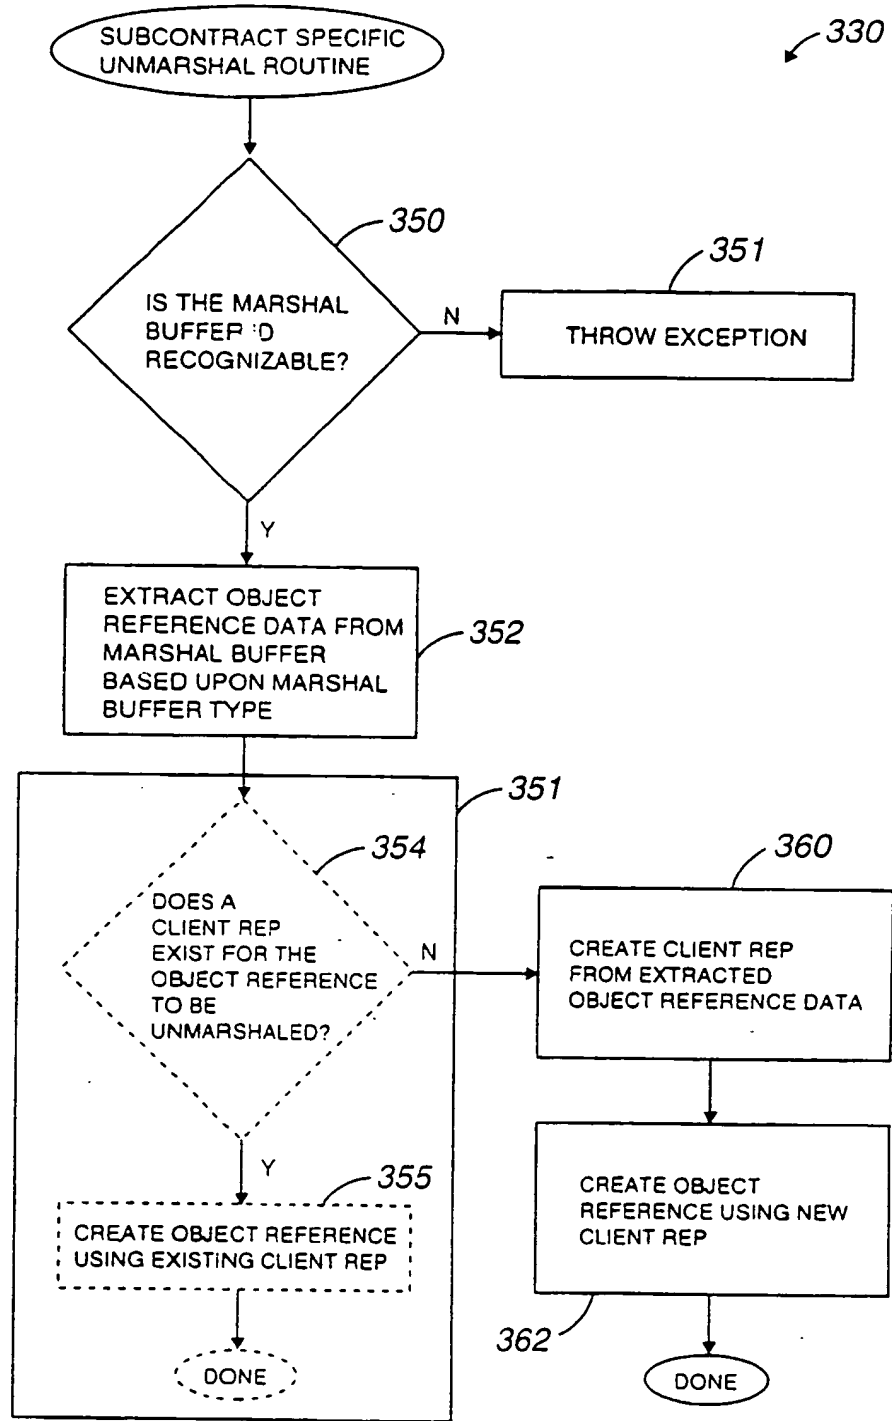 SUBCONTRACT SPECIFIC
UNMARSHAL ROUTINE
330
350
IS THE MARSHAL
BUFFER ID
RECOGNIZABLE?
N
351
THROW EXCEPTION
Y
EXTRACT OBJECT
REFERENCE DATA FROM
MARSHAL BUFFER
BASED UPON MARSHAL
BUFFER TYPE
352
351
354
DOES A
CLIENT REP
EXIST FOR THE
OBJECT REFERENCE
TO BE
UNMARSHALED?
N
360
CREATE CLIENT REP
FROM EXTRACTED
OBJECT REFERENCE DATA
Y
355
CREATE OBJECT REFERENCE
USING EXISTING CLIENT REP
DONE
CREATE OBJECT
REFERENCE USING NEW
CLIENT REP
362
DONE